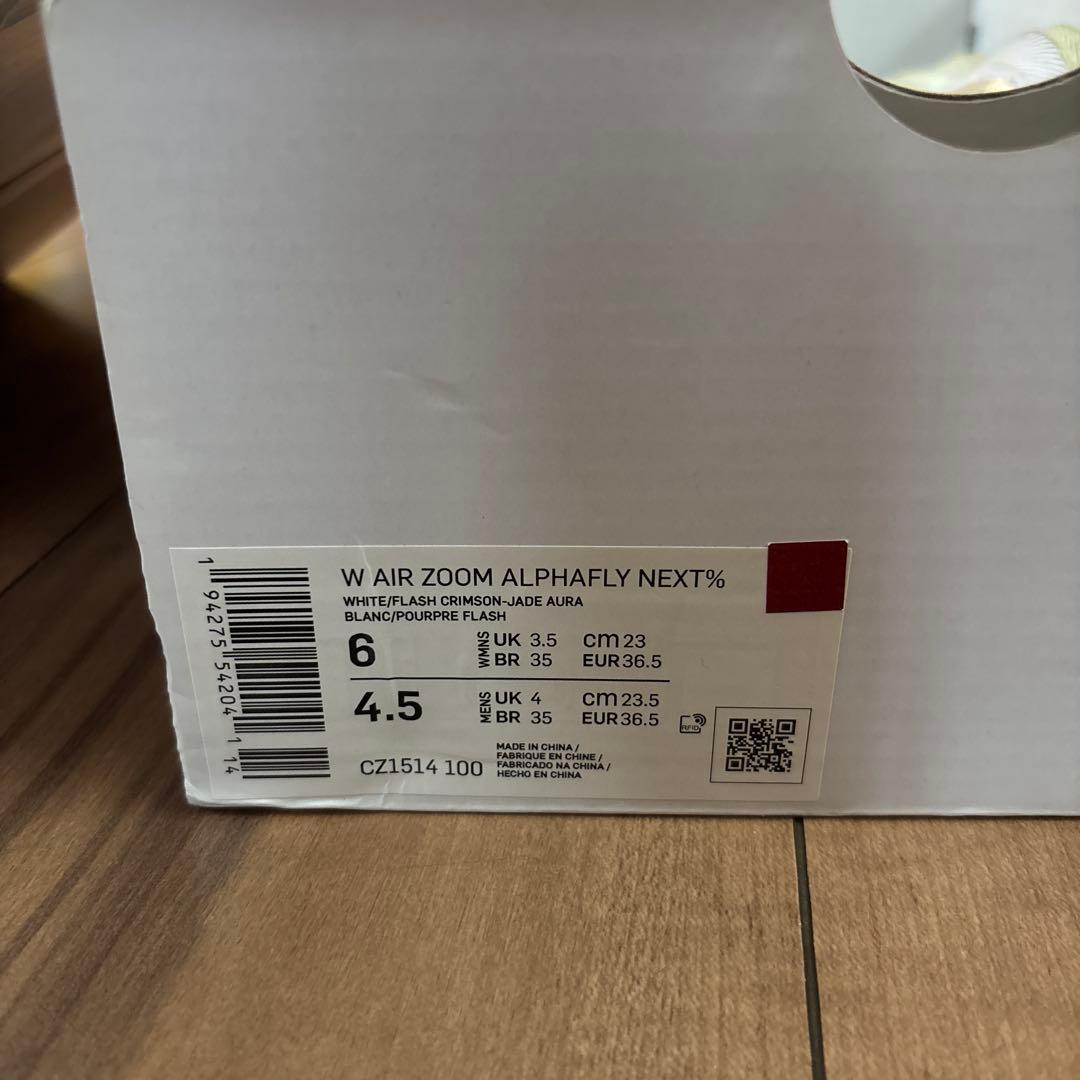 W AIR ZOOM ALPHAFLY NEXT%
WHITE/FLASH CRIMSON-JADE AURA
BLANC/POURPRE FLASH
6 WMNS UK 3.5 cm 23
BR 35 EUR 36.5
4.5 MENS UK 4 cm 23.5
BR 35 EUR 36.5
RFID
CZ1514 100
MADE IN CHINA /
FABRIQUE EN CHINE /
FABRICADO NA CHINA /
HECHO EN CHINA
1 94275 54204 1 14